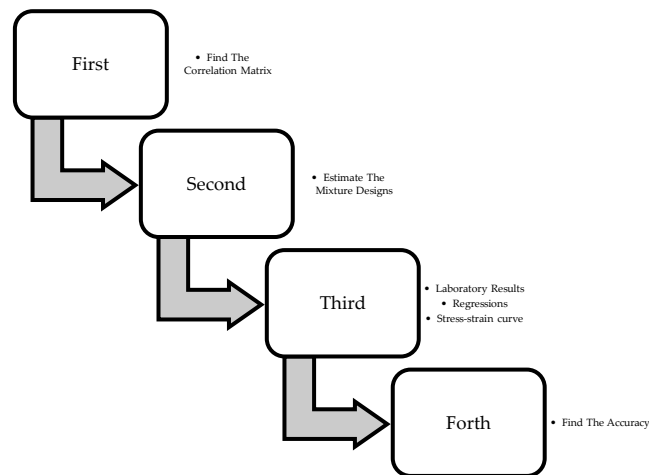 First
• Find The
Correlation Matrix
Second
• Estimate The
Mixture Designs
Third
• Laboratory Results
• Regressions
• Stress-strain curve
Forth
• Find The Accuracy